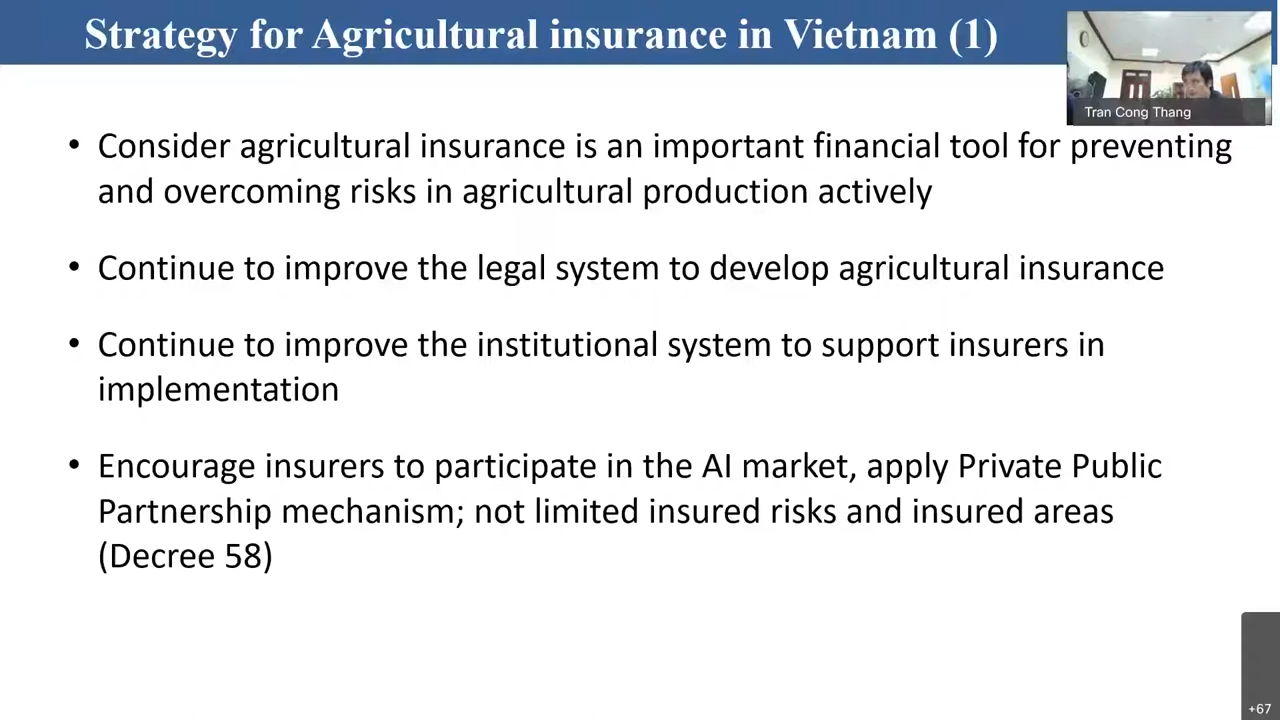 Strategy for Agricultural insurance in Vietnam (1)
Tran Cong Thang
• Consider agricultural insurance is an important financial tool for preventing
and overcoming risks in agricultural production actively
• Continue to improve the legal system to develop agricultural insurance
• Continue to improve the institutional system to support insurers in
implementation
• Encourage insurers to participate in the AI market, apply Private Public
Partnership mechanism; not limited insured risks and insured areas
(Decree 58)
+67